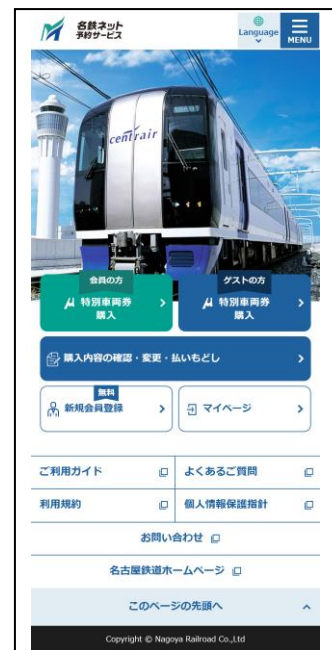 名鉄ネット
予約サービス
Language
MENU
centrair
会員の方
μ 特別車両券
購入
ゲストの方
μ 特別車両券
購入
購入内容の確認・変更・払いもどし
無料
新規会員登録
マイページ
ご利用ガイド
よくあるご質問
利用規約
個人情報保護指針
お問い合わせ
名古屋鉄道ホームページ
このページの先頭へ
Copyright © Nagoya Railroad Co.,Ltd